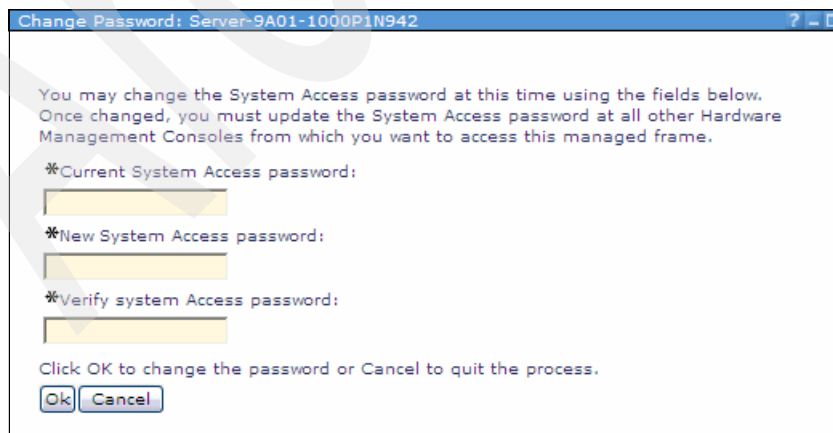 Change Password: Server-9A01-1000P1N942
? –
You may change the System Access password at this time using the fields below.
Once changed, you must update the System Access password at all other Hardware
Management Consoles from which you want to access this managed frame.
*Current System Access password:
*New System Access password:
*Verify system Access password:
Click OK to change the password or Cancel to quit the process.
Ok Cancel